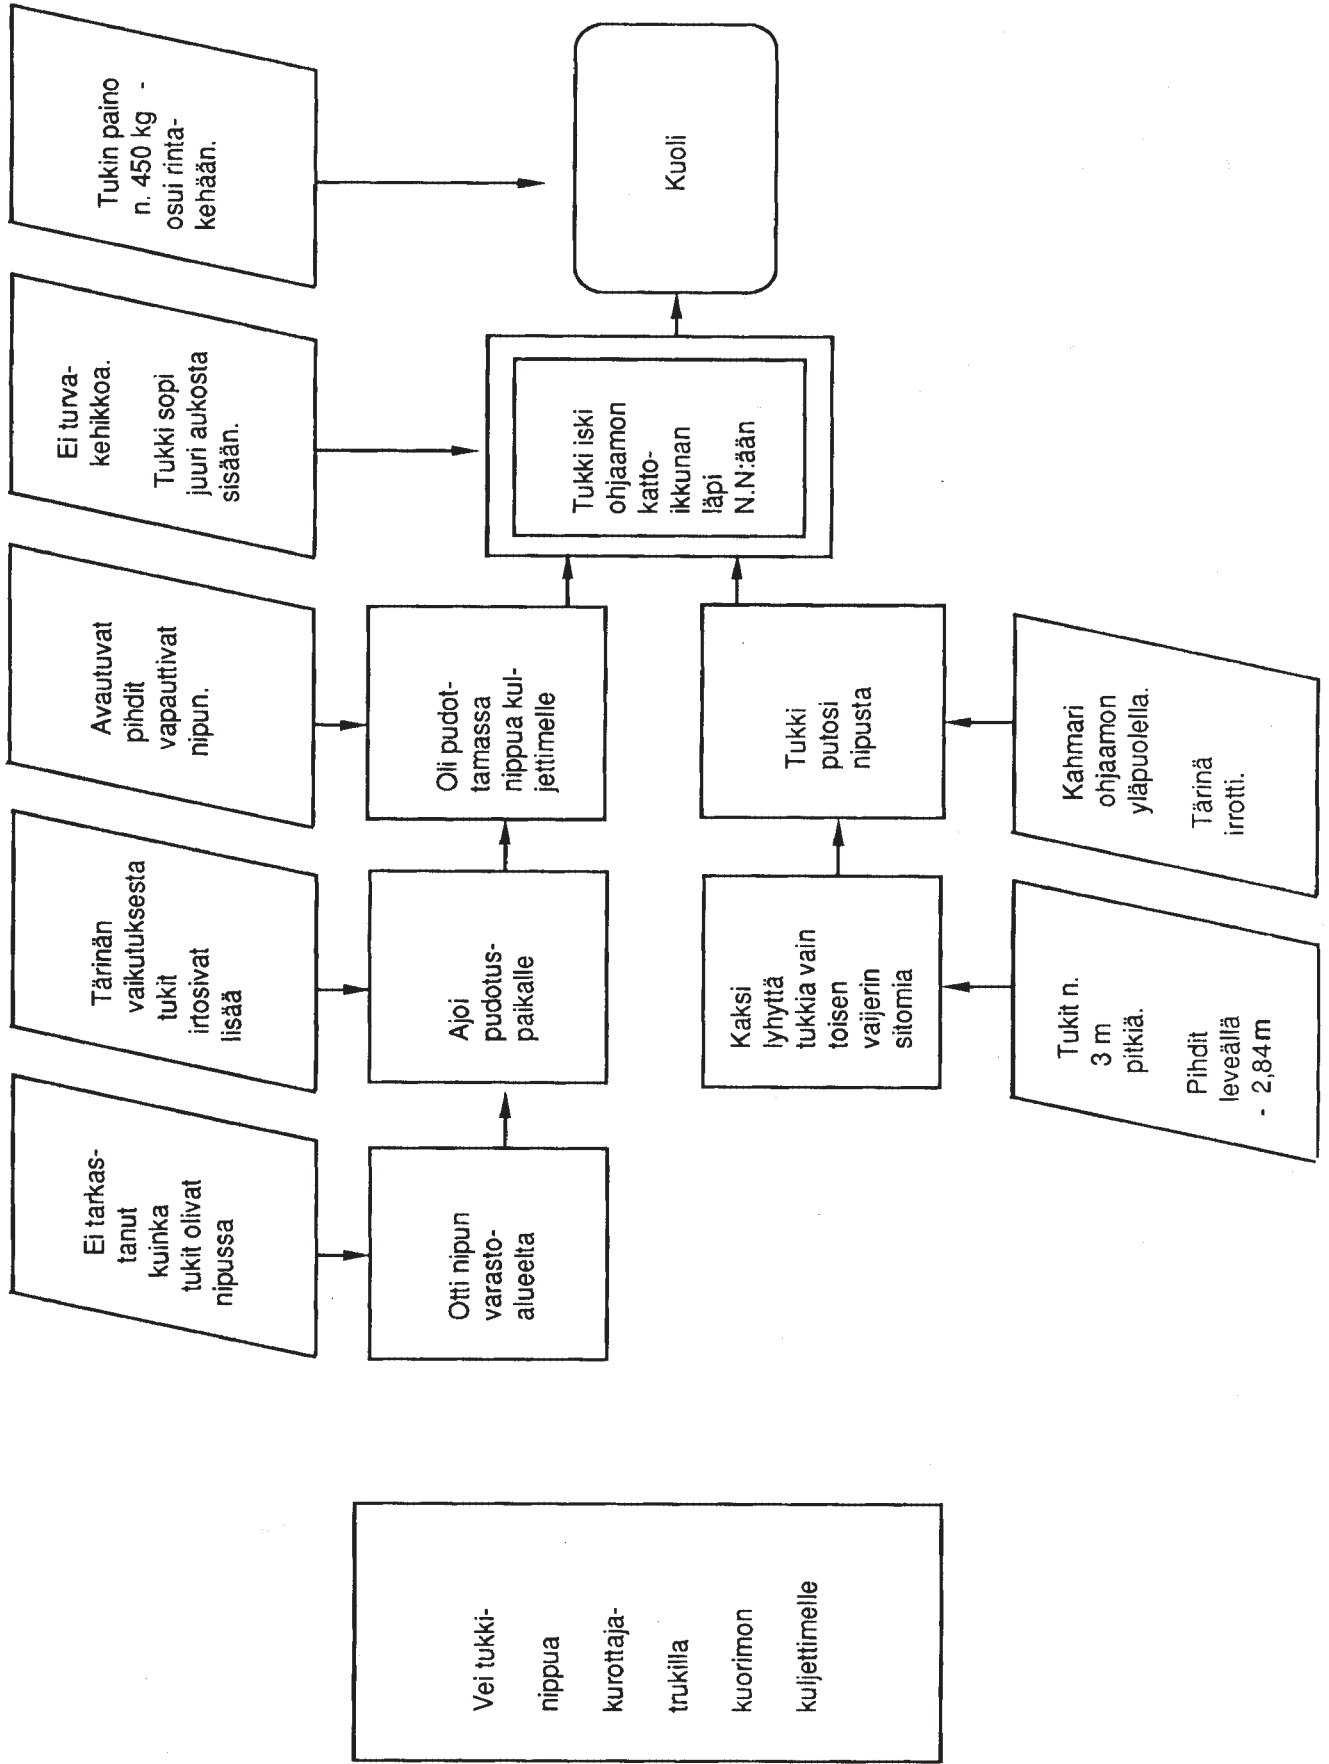 Vei tukki-
nippua
kurottaja-
trukilla
kuorimon
kuljettimelle
Ei tarkas-
tanut
kuinka
tukit olivat
nipussa
Tärinän
vaikutuksesta
tukit
irtosivat
lisää
Avautuvat
pihdit
vapauttivat
nipun.
Ei turva-
kehikkoa.
Tukki sopi
juuri aukosta
sisään.
Tukin paino
n. 450 kg -
osui rinta-
kehään.
Otti nipun
varasto-
alueelta
Ajoi
pudotus-
paikalle
Oli pudot-
tamassa
nippua kul-
jettimelle
Tukki iski
ohjaamon
katto-
ikkunan
läpi
N.N:ään
Kuoli
Kaksi
lyhyttä
tukkia vain
toisen
vaijerin
sitomia
Tukki
putosi
nipusta
Tukit n.
3 m
pitkiä.
Pihdit
leveällä
- 2,84m
Kahmari
ohjaamon
yläpuolella.
Tärinä
irrotti.